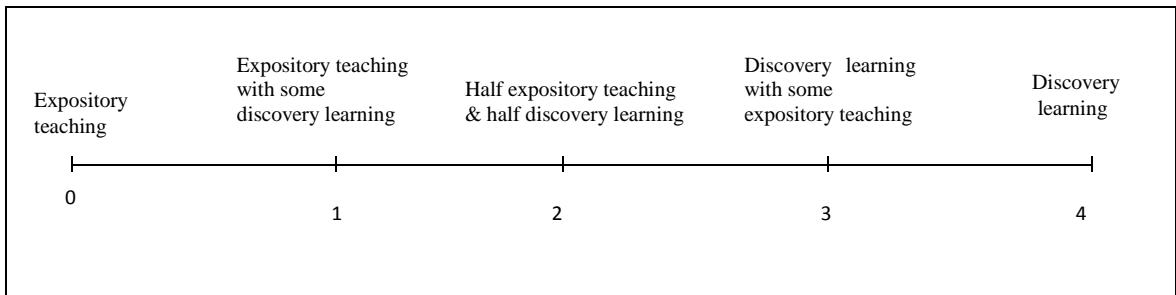 Expository
teaching
Expository teaching
with some
discovery learning
Half expository teaching
& half discovery learning
Discovery learning
with some
expository teaching
Discovery
learning
0
1
2
3
4